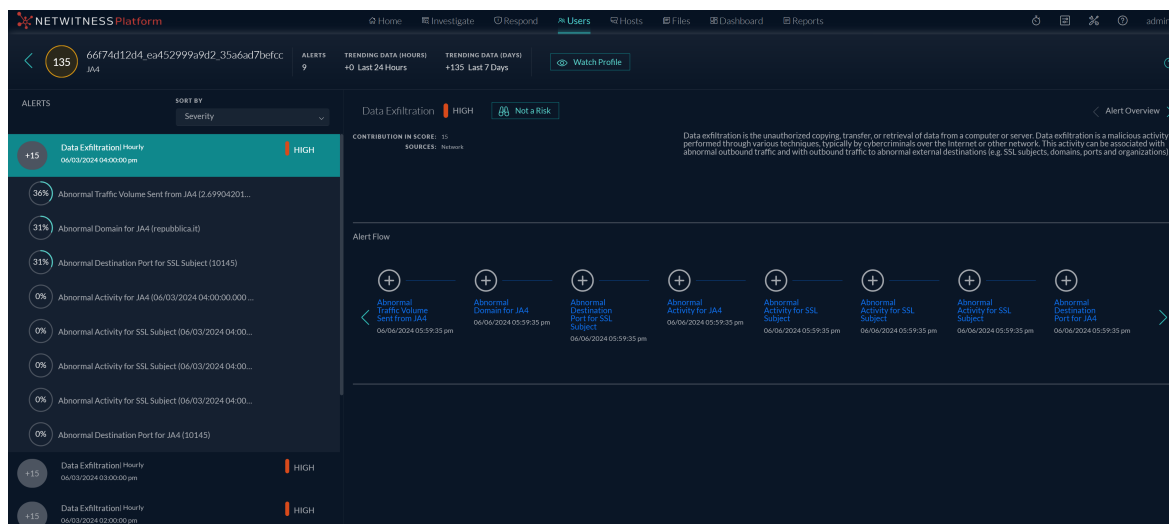 NETWITNESS Platform
Home Investigate Respond Users Hosts Files Dashboard Reports admin
135
66f74d12d4_ea452999a9d2_35a6ad7befcc
JA4
ALERTS
9
TRENDING DATA (HOURS)
+0 Last 24 Hours
TRENDING DATA (DAYS)
+135 Last 7 Days
Watch Profile
ALERTS
SORT BY
Severity
+15
Data Exfiltration| Hourly
06/03/2024 04:00:00 pm
HIGH
36% Abnormal Traffic Volume Sent from JA4 (2.69904201...
31% Abnormal Domain for JA4 (repubblica.it)
31% Abnormal Destination Port for SSL Subject (10145)
0% Abnormal Activity for JA4 (06/03/2024 04:00:00.000 ...
0% Abnormal Activity for SSL Subject (06/03/2024 04:00...
0% Abnormal Activity for SSL Subject (06/03/2024 04:00...
0% Abnormal Activity for SSL Subject (06/03/2024 04:00...
0% Abnormal Destination Port for JA4 (10145)
+15
Data Exfiltration| Hourly
06/03/2024 03:00:00 pm
HIGH
+15
Data Exfiltration| Hourly
06/03/2024 02:00:00 pm
HIGH
Data Exfiltration HIGH Not a Risk
Alert Overview
CONTRIBUTION IN SCORE: 15
SOURCES: Network
Data exfiltration is the unauthorized copying, transfer, or retrieval of data from a computer or server. Data exfiltration is a malicious activity
performed through various techniques, typically by cybercriminals over the Internet or other network. This activity can be associated with
abnormal outbound traffic and with outbound traffic to abnormal external destinations (e.g. SSL subjects, domains, ports and organizations)
Alert Flow
Abnormal
Traffic Volume
Sent from JA4
06/06/2024 05:59:35 pm
Abnormal
Domain for JA4
06/06/2024 05:59:35 pm
Abnormal
Destination
Port for SSL
Subject
06/06/2024 05:59:35 pm
Abnormal
Activity for JA4
06/06/2024 05:59:35 pm
Abnormal
Activity for SSL
Subject
06/06/2024 05:59:35 pm
Abnormal
Activity for SSL
Subject
06/06/2024 05:59:35 pm
Abnormal
Activity for SSL
Subject
06/06/2024 05:59:35 pm
Abnormal
Destination
Port for JA4
06/06/2024 05:59:35 pm